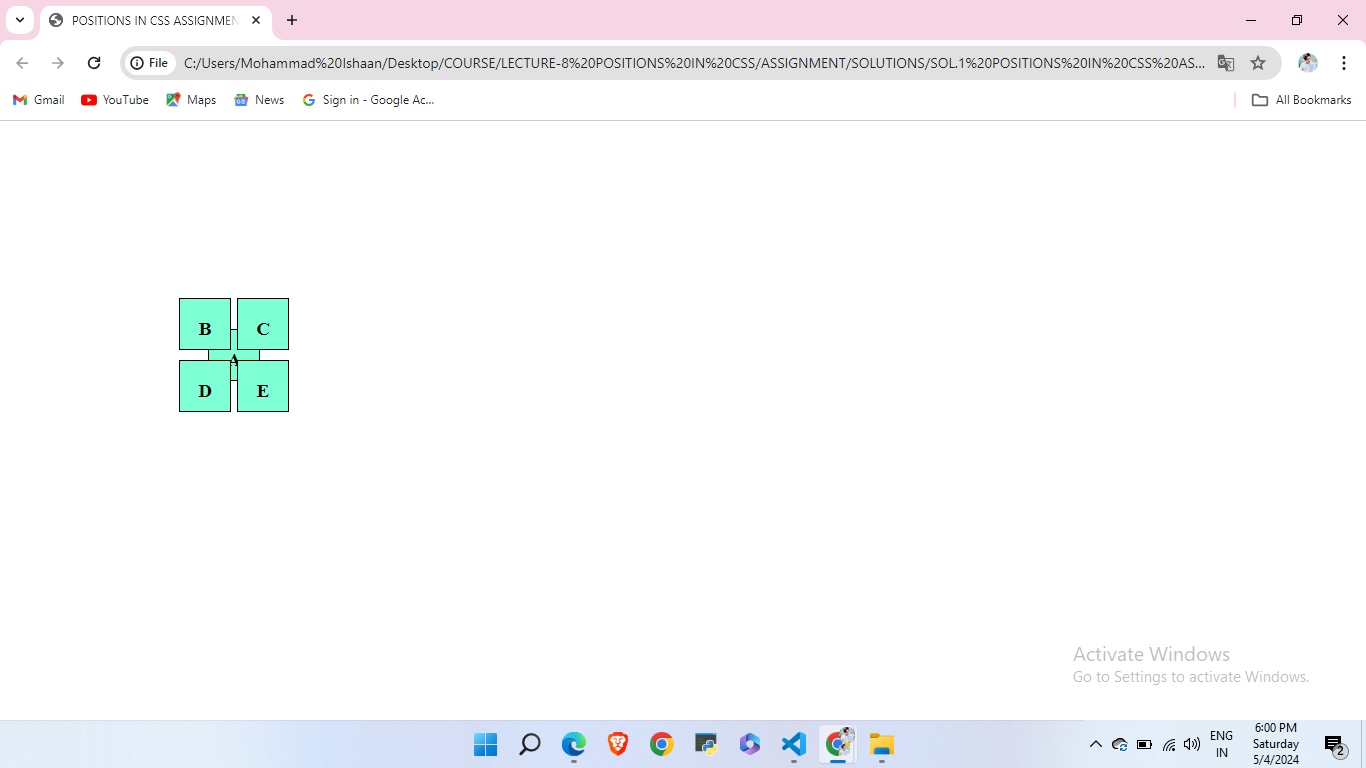 POSITIONS IN CSS ASSIGNMEN
File
C:/Users/Mohammad%20Ishaan/Desktop/COURSE/LECTURE-8%20POSITIONS%20IN%20CSS/ASSIGNMENT/SOLUTIONS/SOL.1%20POSITIONS%20IN%20CSS%20AS...
Gmail YouTube Maps News Sign in - Google Ac... All Bookmarks
B C
A
D E
Activate Windows
Go to Settings to activate Windows.
6:00 PM
ENG Saturday
IN 5/4/2024
2